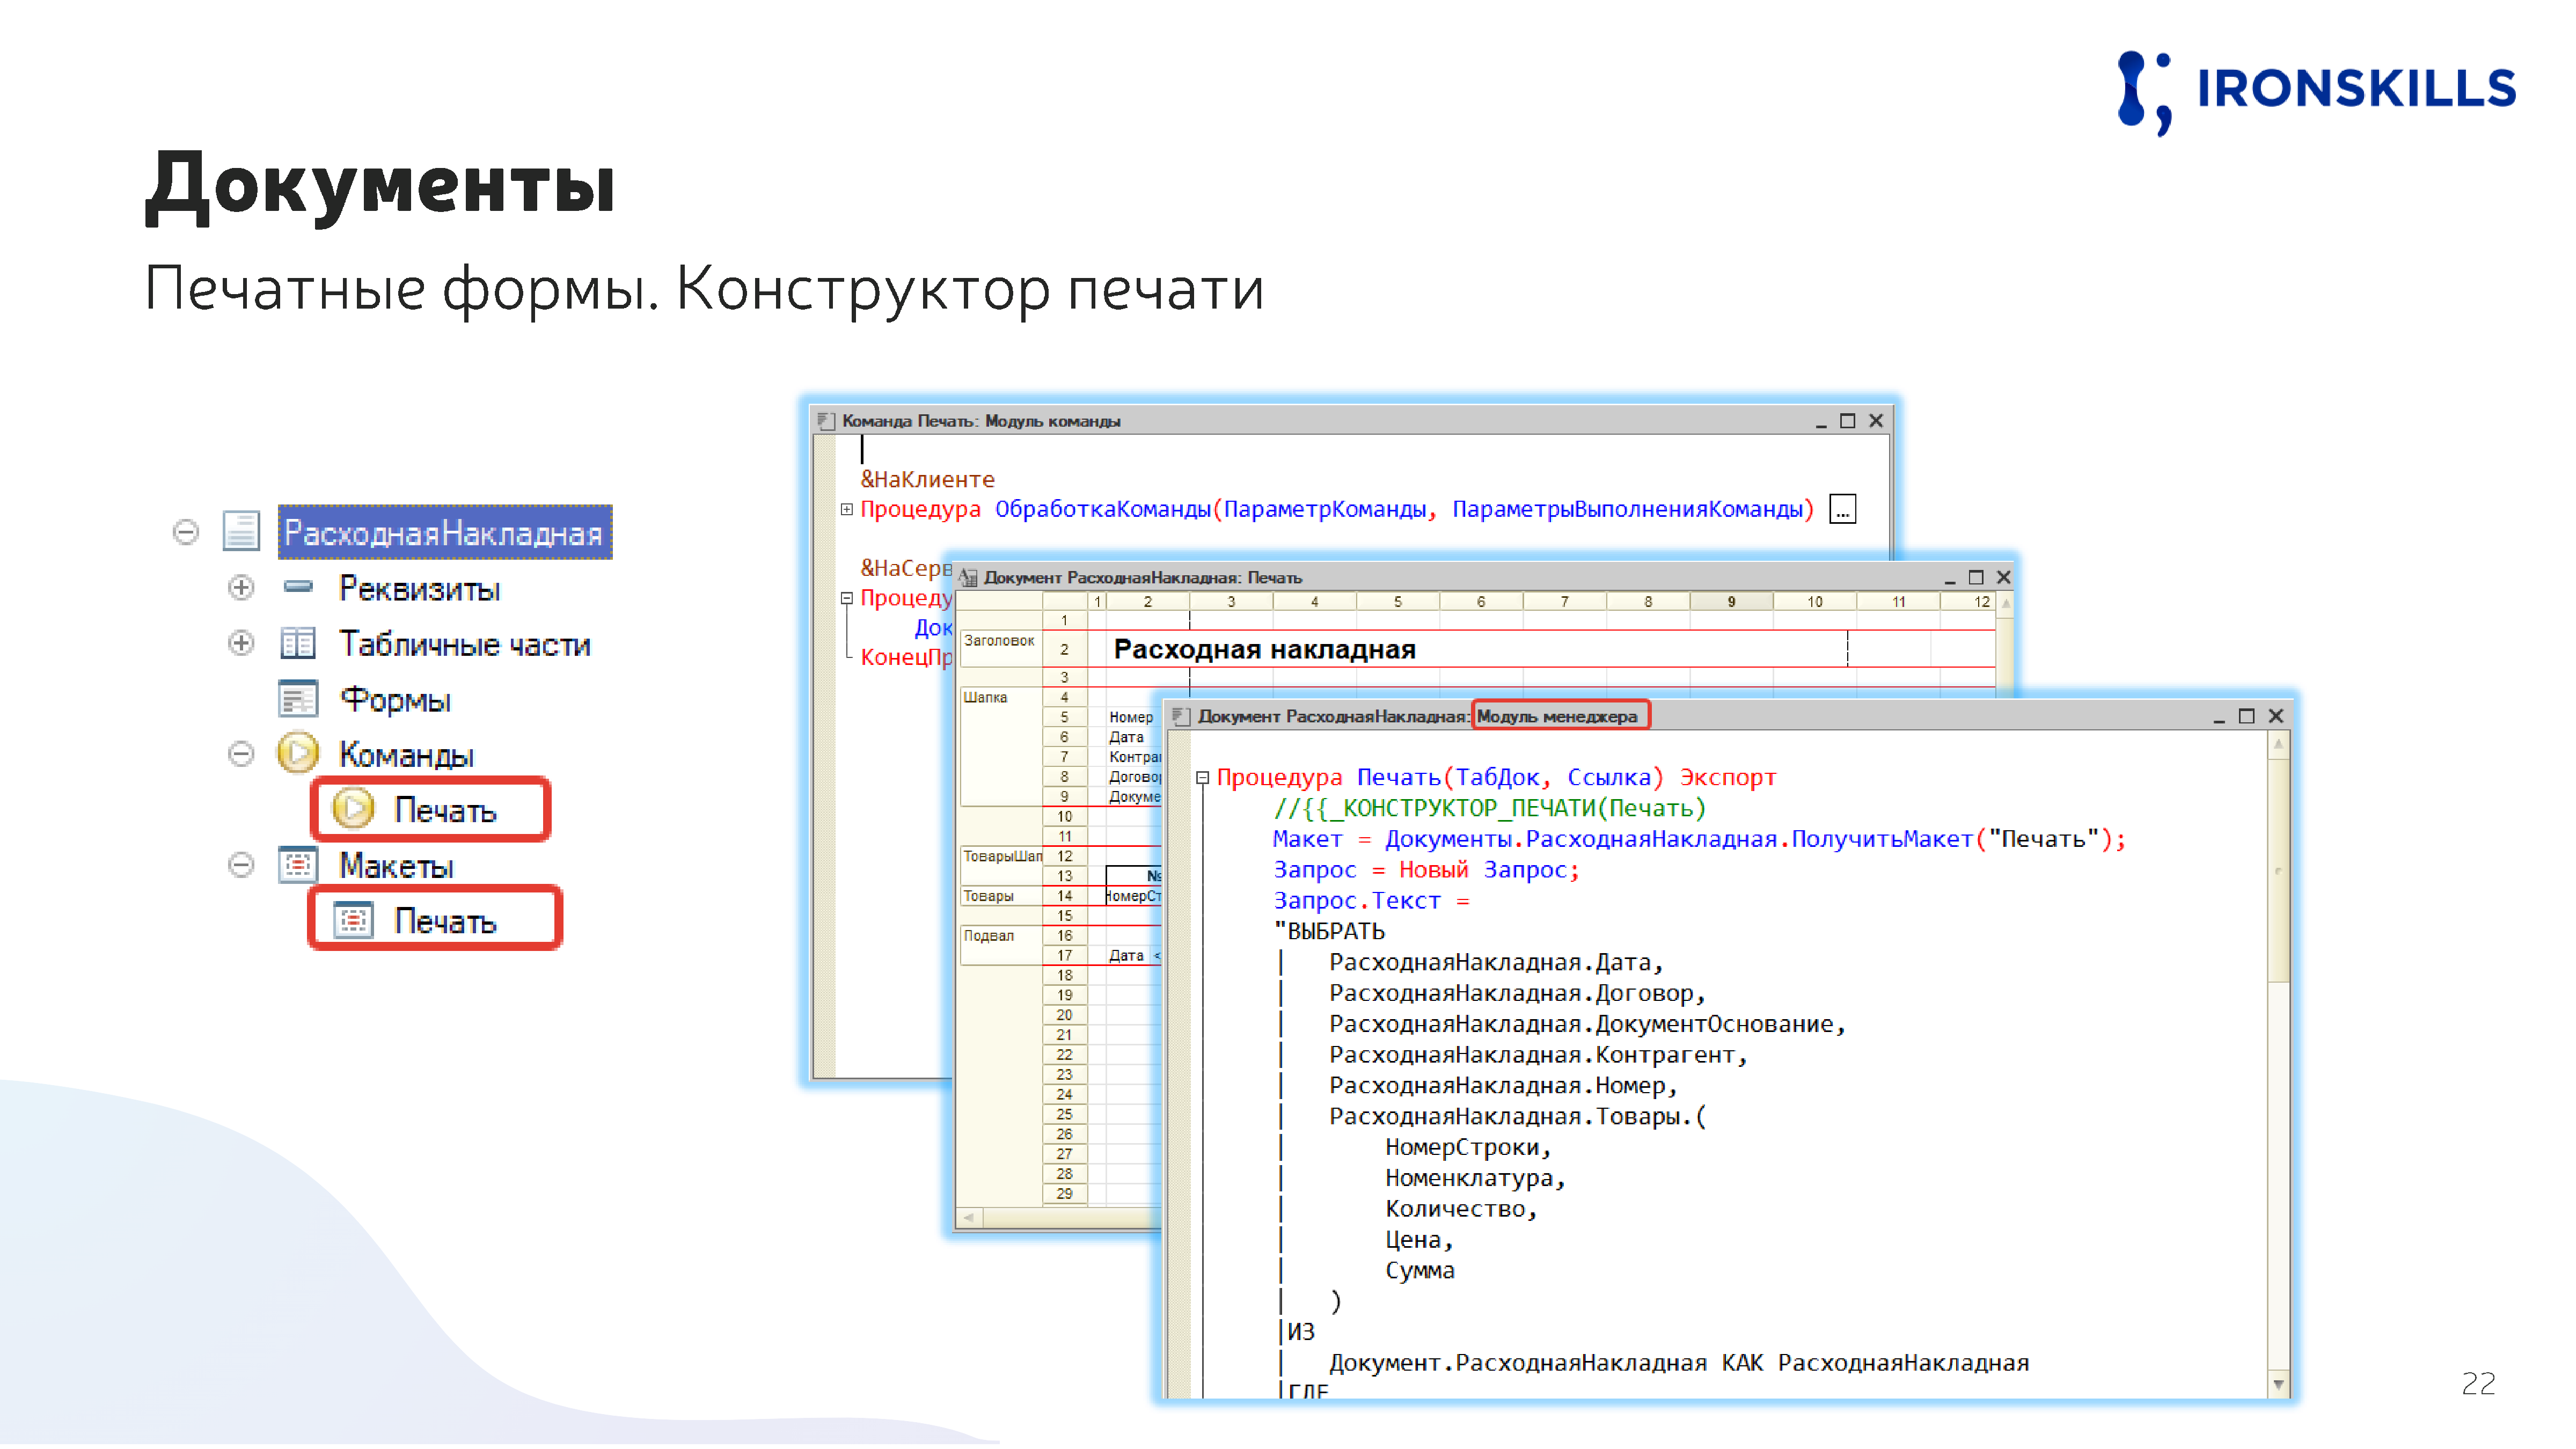 IRONSKILLS
Документы
Печатные формы. Конструктор печати
РасходнаяНакладная
Реквизиты
Табличные части
Формы
Команды
Печать
Макеты
Печать
Команда Печать: Модуль команды
&НаКлиенте
Процедура ОбработкаКоманды(ПараметрКоманды, ПараметрыВыполненияКоманды) ...
&НаСерв
Процеду
Док
КонецПр
Документ РасходнаяНакладная: Печать
1 2 3 4 5 6 7 8 9 10 11 12
1
Заголовок 2 Расходная накладная
3
Шапка 4
5 Номер
6 Дата
7 Контра
8 Догово
9 Докуме
10
11
ТоварыШап 12
13 №
Товары 14 НомерСт
15
Подвал 16
17 Дата <
18
19
20
21
22
23
24
25
26
27
28
29
Документ РасходнаяНакладная: Модуль менеджера
Процедура Печать(ТабДок, Ссылка) Экспорт
//{{_КОНСТРУКТОР_ПЕЧАТИ(Печать)
Макет = Документы.РасходнаяНакладная.ПолучитьМакет("Печать");
Запрос = Новый Запрос;
Запрос.Текст =
"ВЫБРАТЬ
| РасходнаяНакладная.Дата,
| РасходнаяНакладная.Договор,
| РасходнаяНакладная.ДокументОснование,
| РасходнаяНакладная.Контрагент,
| РасходнаяНакладная.Номер,
| РасходнаяНакладная.Товары.(
| НомерСтроки,
| Номенклатура,
| Количество,
| Цена,
| Сумма
| )
|ИЗ
| Документ.РасходнаяНакладная КАК РасходнаяНакладная
|ГДЕ
22